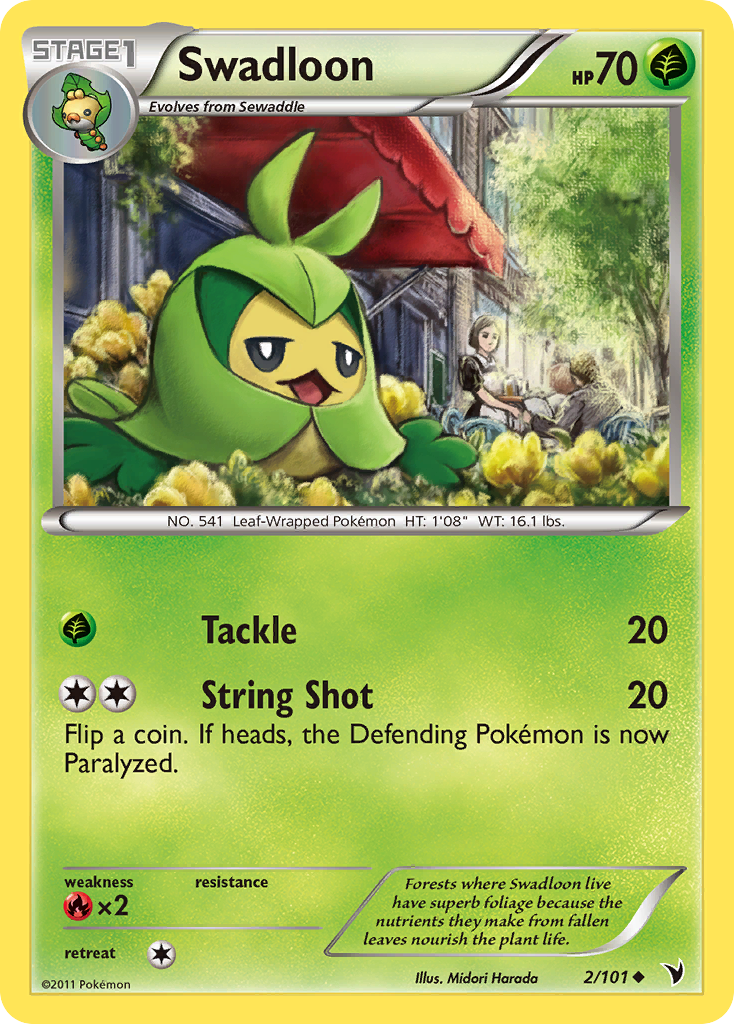 STAGE1
Swadloon
HP70
Evolves from Sewaddle
NO. 541 Leaf-Wrapped Pokémon HT: 1'08" WT: 16.1 lbs.
Tackle 20
String Shot 20
Flip a coin. If heads, the Defending Pokémon is now
Paralyzed.
weakness resistance
×2
retreat
Forests where Swadloon live
have superb foliage because the
nutrients they make from fallen
leaves nourish the plant life.
©2011 Pokémon
Illus. Midori Harada
2/101